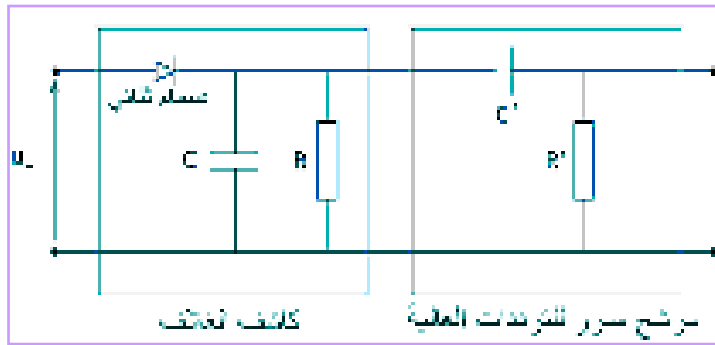 صمام ثنائي
C'
C
R
R'
كاشف الغلاف
مرشح ممرر للترددات العالية